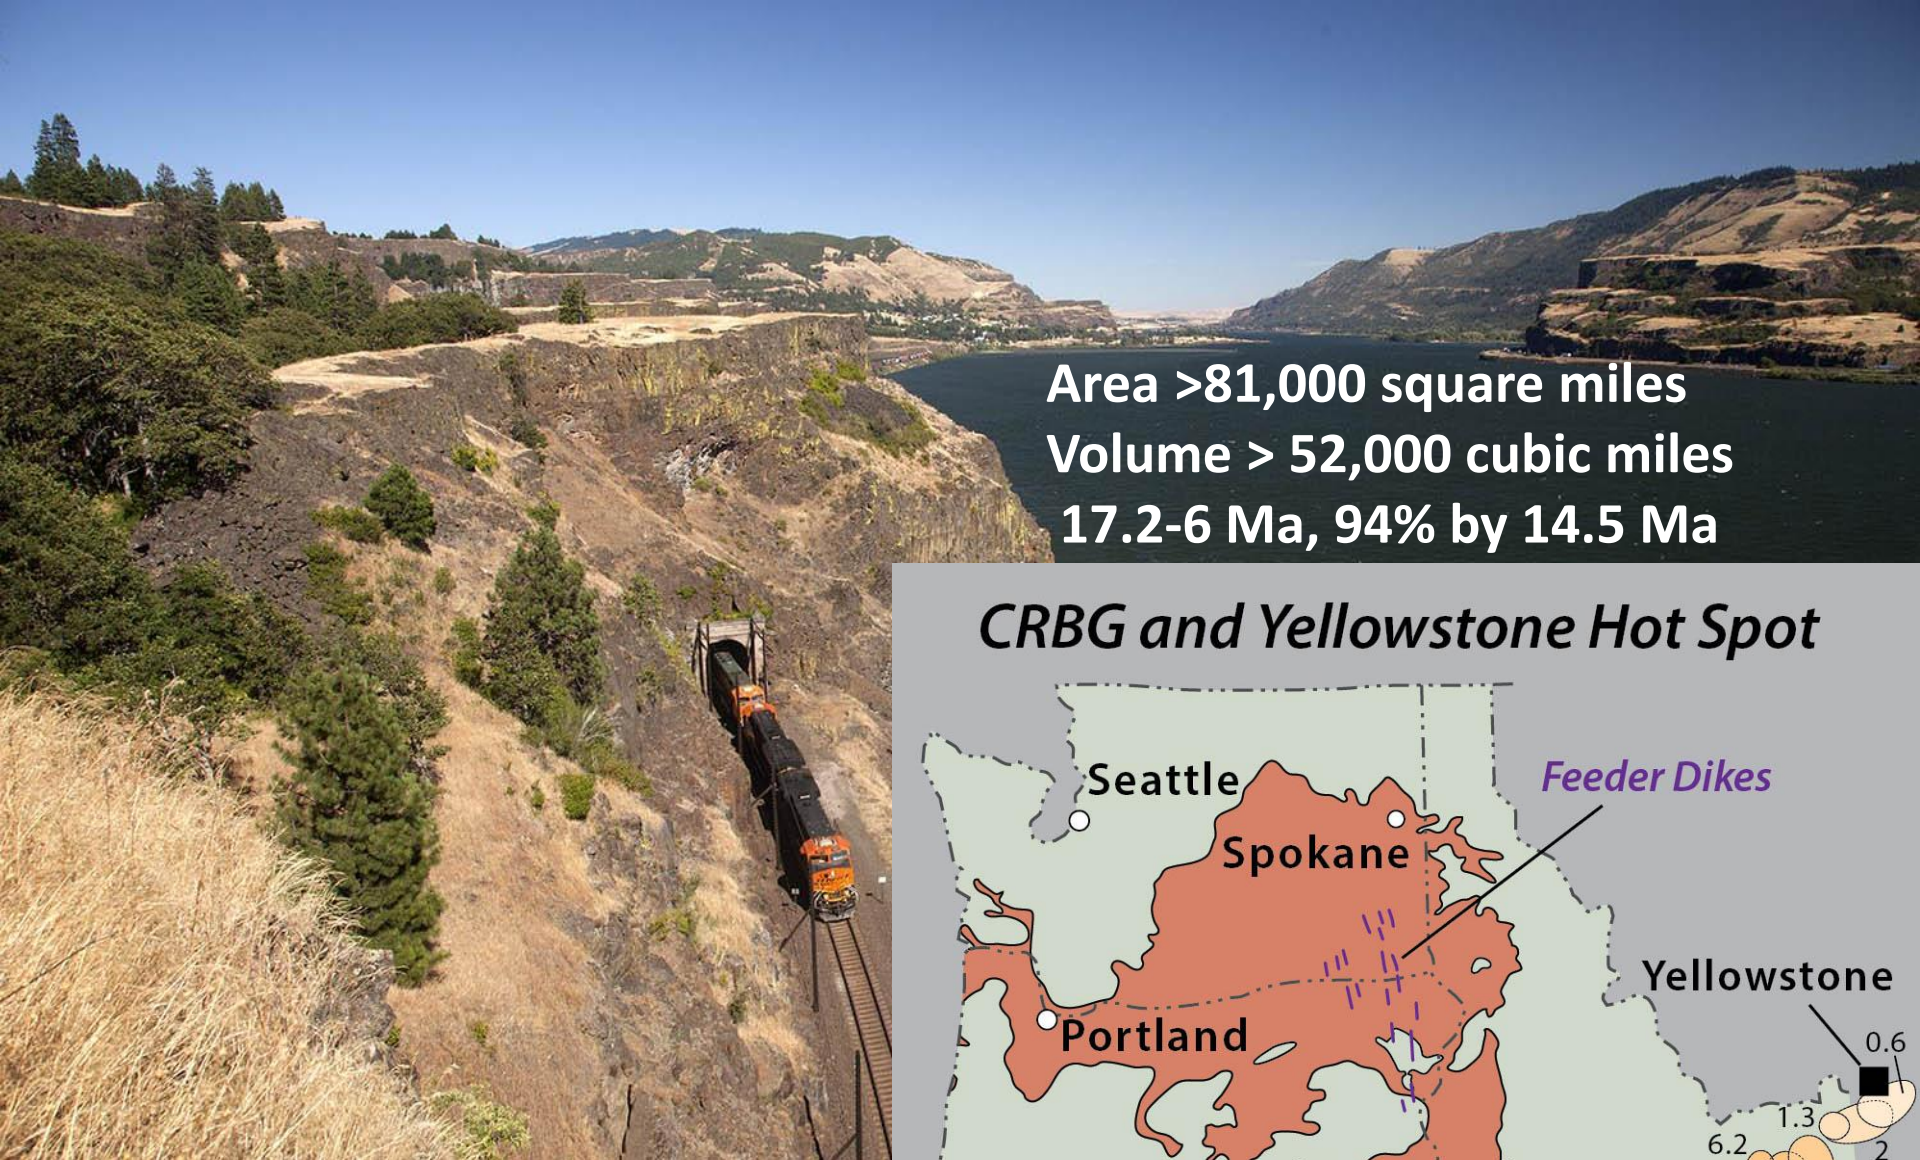 Area >81,000 square miles
Volume > 52,000 cubic miles
17.2-6 Ma, 94% by 14.5 Ma
CRBG and Yellowstone Hot Spot
Seattle
Feeder Dikes
Spokane
Yellowstone
Portland
0.6
1.3
6.2
2